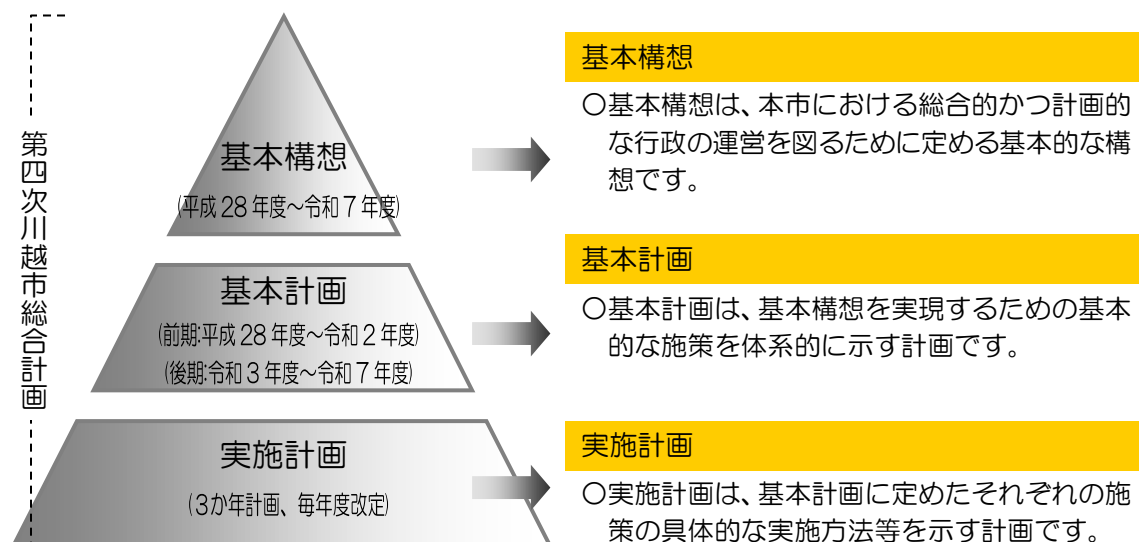 第四次川越市総合計画
基本構想
(平成28年度～令和7年度)
基本構想
〇基本構想は、本市における総合的かつ計画的
な行政の運営を図るために定める基本的な構
想です。
基本計画
(前期:平成28年度～令和2年度)
(後期:令和3年度～令和7年度)
基本計画
〇基本計画は、基本構想を実現するための基本
的な施策を体系的に示す計画です。
実施計画
(3か年計画、毎年度改定)
実施計画
〇実施計画は、基本計画に定めたそれぞれの施
策の具体的な実施方法等を示す計画です。